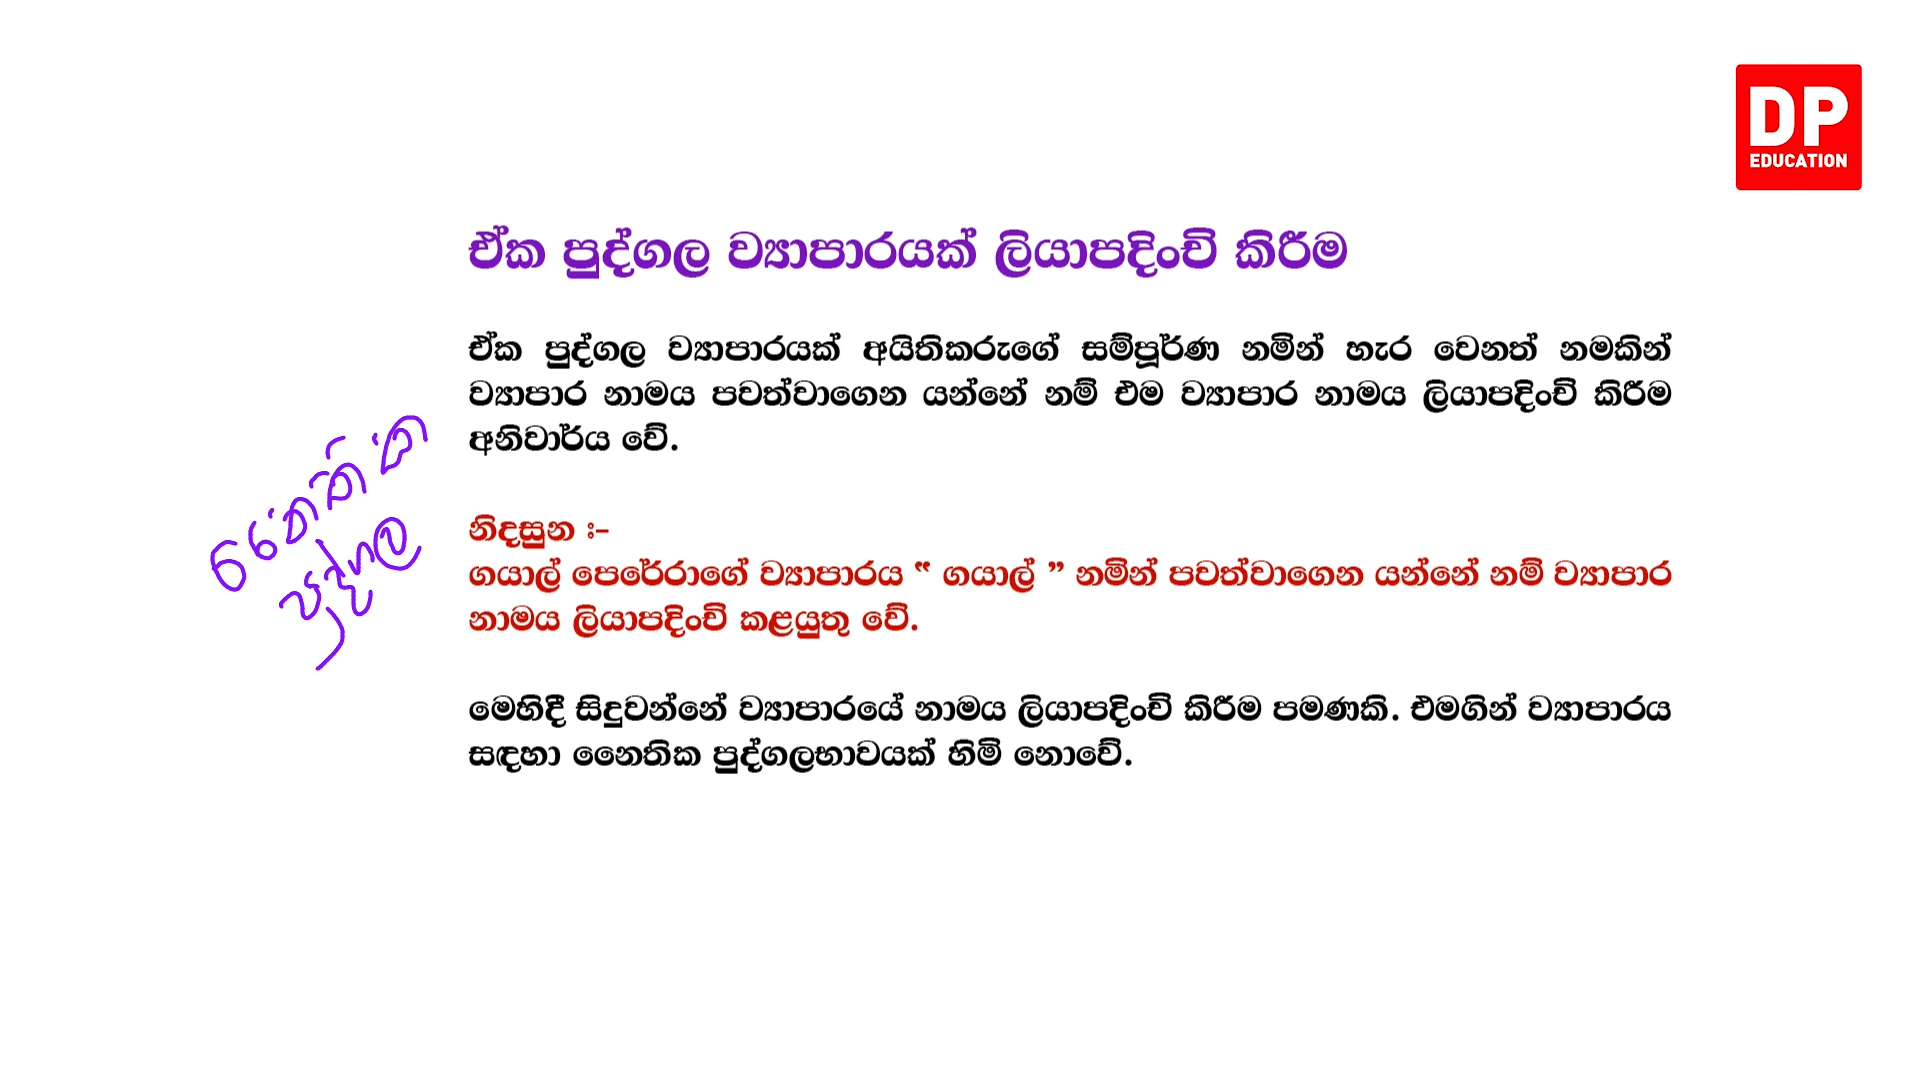 DP
EDUCATION
ඒක පුද්ගල ව්‍යාපාරයක් ලියාපදිංචි කිරීම
ඒක පුද්ගල ව්‍යාපාරයක් අයිතිකරුගේ සම්පූර්ණ නමින් හැර වෙනත් නමකින්
ව්‍යාපාර නාමය පවත්වාගෙන යන්නේ නම් එම ව්‍යාපාර නාමය ලියාපදිංචි කිරීම
අනිවාර්ය වේ.
නෛතික
පුද්ගල
නිදසුන :-
ගයාල් පෙරේරාගේ ව්‍යාපාරය “ ගයාල් ” නමින් පවත්වාගෙන යන්නේ නම් ව්‍යාපාර
නාමය ලියාපදිංචි කළයුතු වේ.
මෙහිදී සිදුවන්නේ ව්‍යාපාරයේ නාමය ලියාපදිංචි කිරීම පමණකි. එමගින් ව්‍යාපාරය
සඳහා නෛතික පුද්ගලභාවයක් හිමි නොවේ.